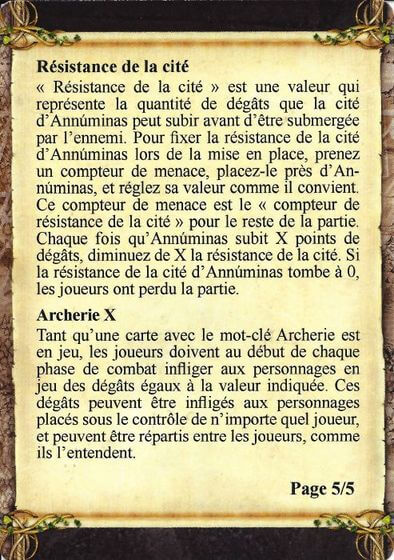 Résistance de la cité
« Résistance de la cité » est une valeur qui
représente la quantité de dégâts que la cité
d’Annúminas peut subir avant d’être submergée
par l’ennemi. Pour fixer la résistance de la cité
d’Annúminas lors de la mise en place, prenez
un compteur de menace, placez-le près d’An-
núminas, et réglez sa valeur comme il convient.
Ce compteur de menace est le « compteur de
résistance de la cité » pour le reste de la partie.
Chaque fois qu’Annúminas subit X points de
dégâts, diminuez de X la résistance de la cité. Si
la résistance de la cité d’Annúminas tombe à 0,
les joueurs ont perdu la partie.
Archerie X
Tant qu’une carte avec le mot-clé Archerie est
en jeu, les joueurs doivent au début de chaque
phase de combat infliger aux personnages en
jeu des dégâts égaux à la valeur indiquée. Ces
dégâts peuvent être infligés aux personnages
placés sous le contrôle de n’importe quel joueur,
et peuvent être répartis entre les joueurs, comme
ils l’entendent.
Page 5/5